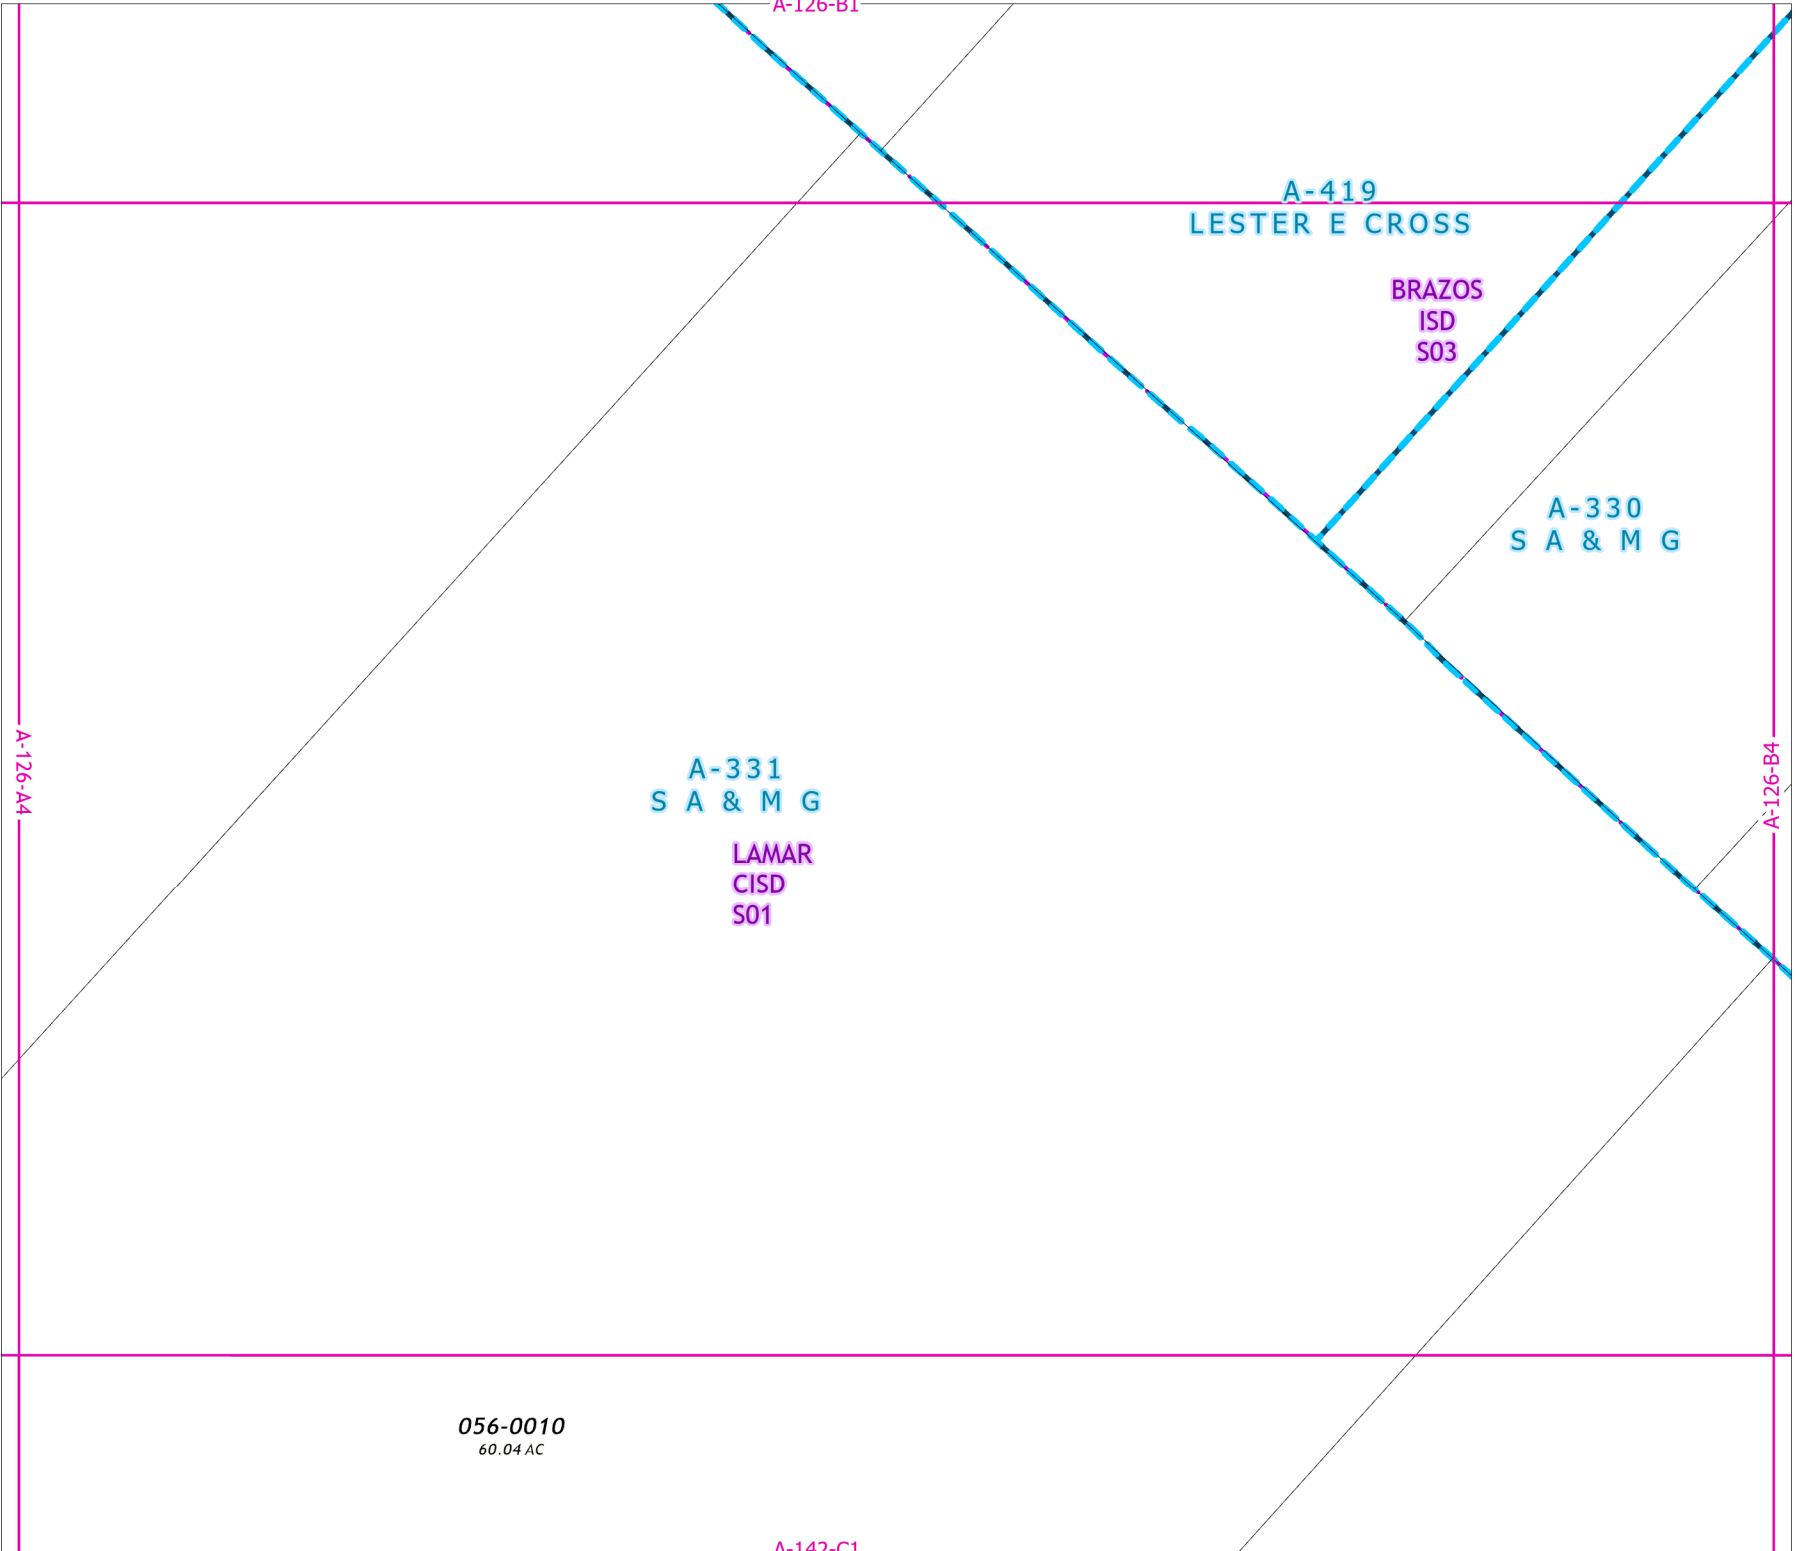 A-126-B1
A-419
LESTER E CROSS
BRAZOS
ISD
S03
A-330
S A & M G
A-126-A4
A-126-B4
A-331
S A & M G
LAMAR
CISD
S01
056-0010
60.04 AC
A-142-C1